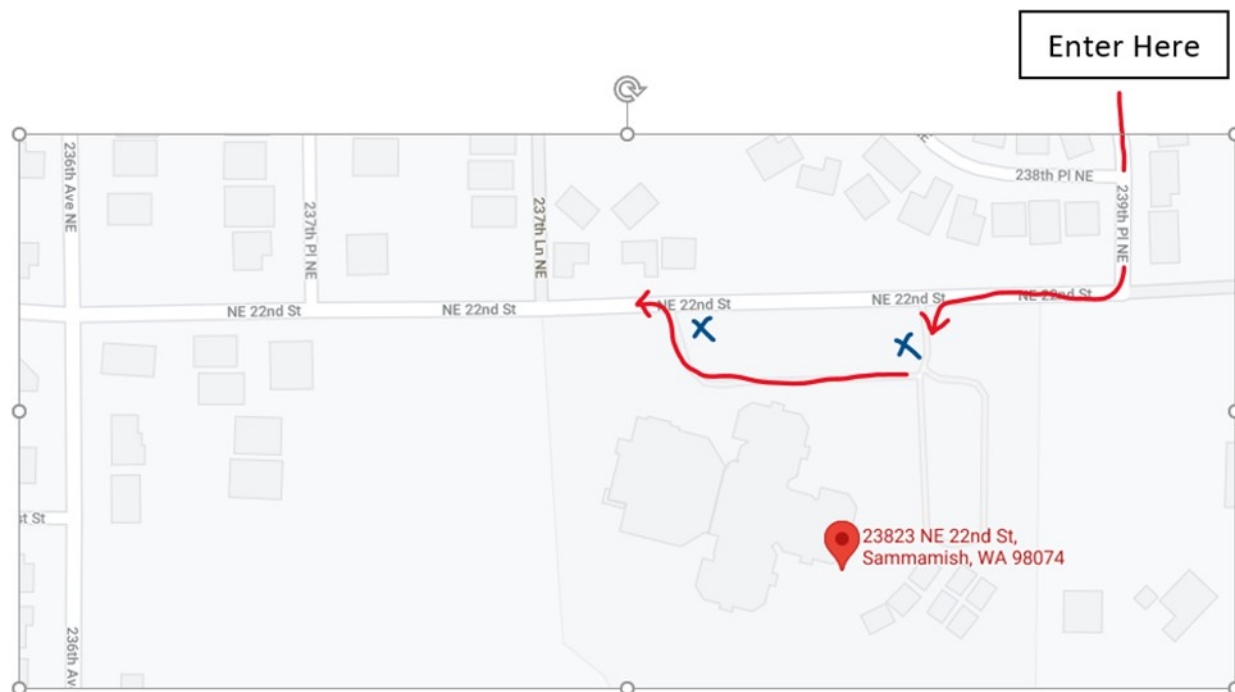 Enter Here
236th Ave NE
237th Pl NE
237th Ln NE
238th Pl NE
239th Pl NE
NE 22nd St
NE 22nd St
NE 22nd St
NE 22nd St
NE 22nd St
23823 NE 22nd St,
Sammamish, WA 98074
st St
236th Av